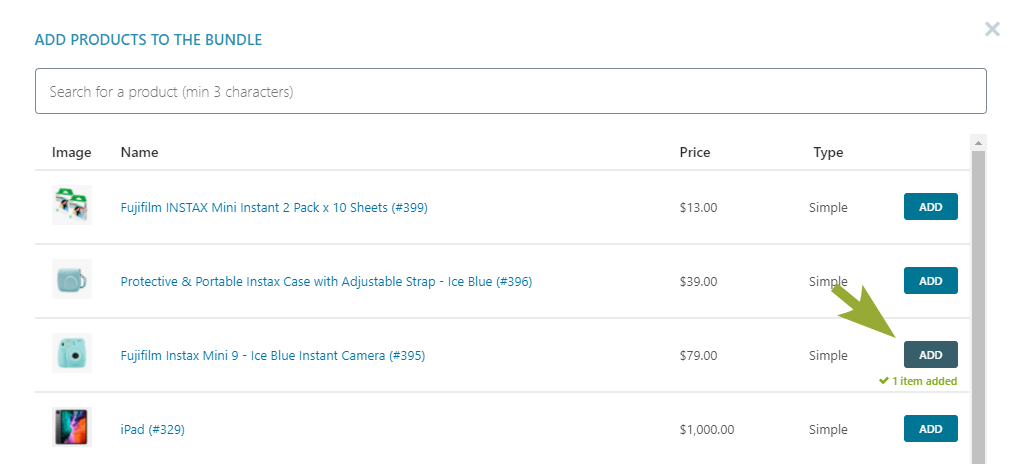 ADD PRODUCTS TO THE BUNDLE
Search for a product (min 3 characters)
Image Name Price Type
Fujifilm INSTAX Mini Instant 2 Pack x 10 Sheets (#399) $13.00 Simple ADD
Protective & Portable Instax Case with Adjustable Strap - Ice Blue (#396) $39.00 Simple ADD
Fujifilm Instax Mini 9 - Ice Blue Instant Camera (#395) $79.00 Simple ADD
1 item added
iPad (#329) $1,000.00 Simple ADD